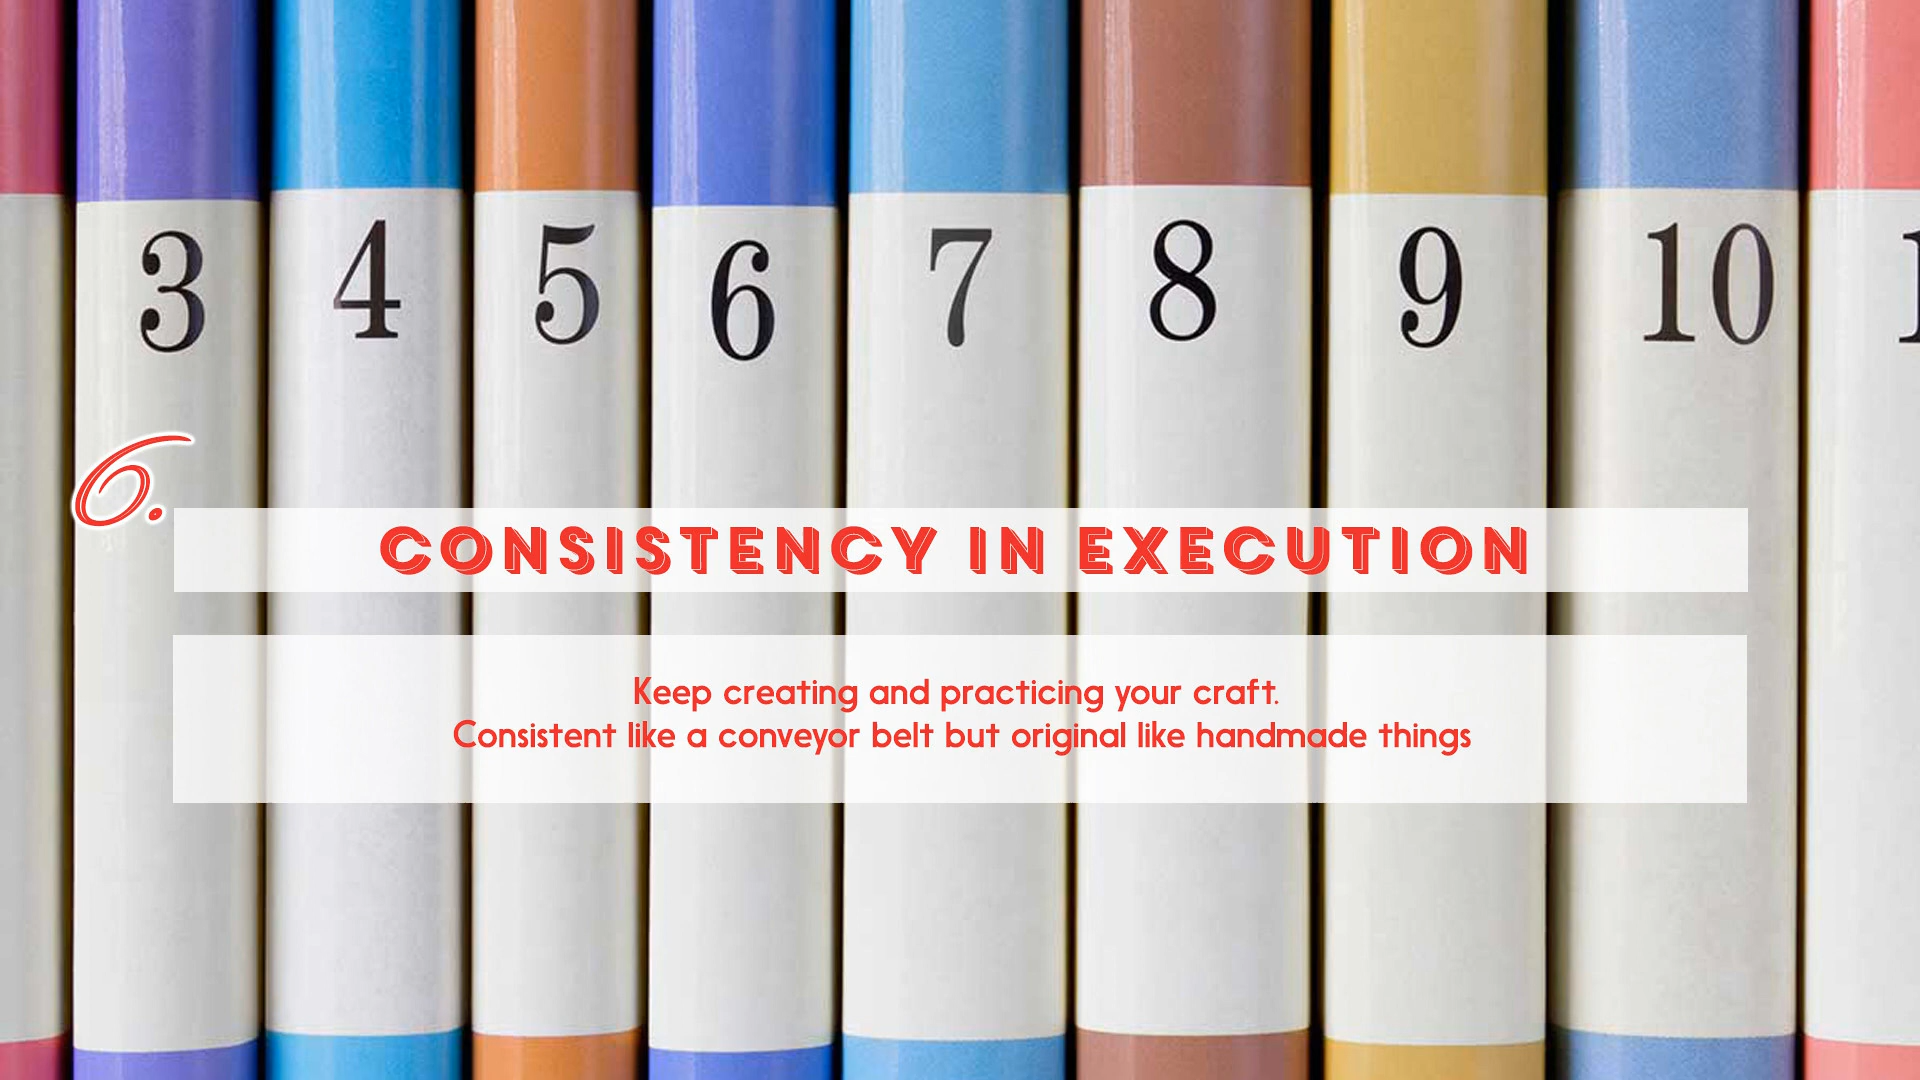 3 4 5 6 7 8 9 10
6.
CONSISTENCY IN EXECUTION
Keep creating and practicing your craft.
Consistent like a conveyor belt but original like handmade things